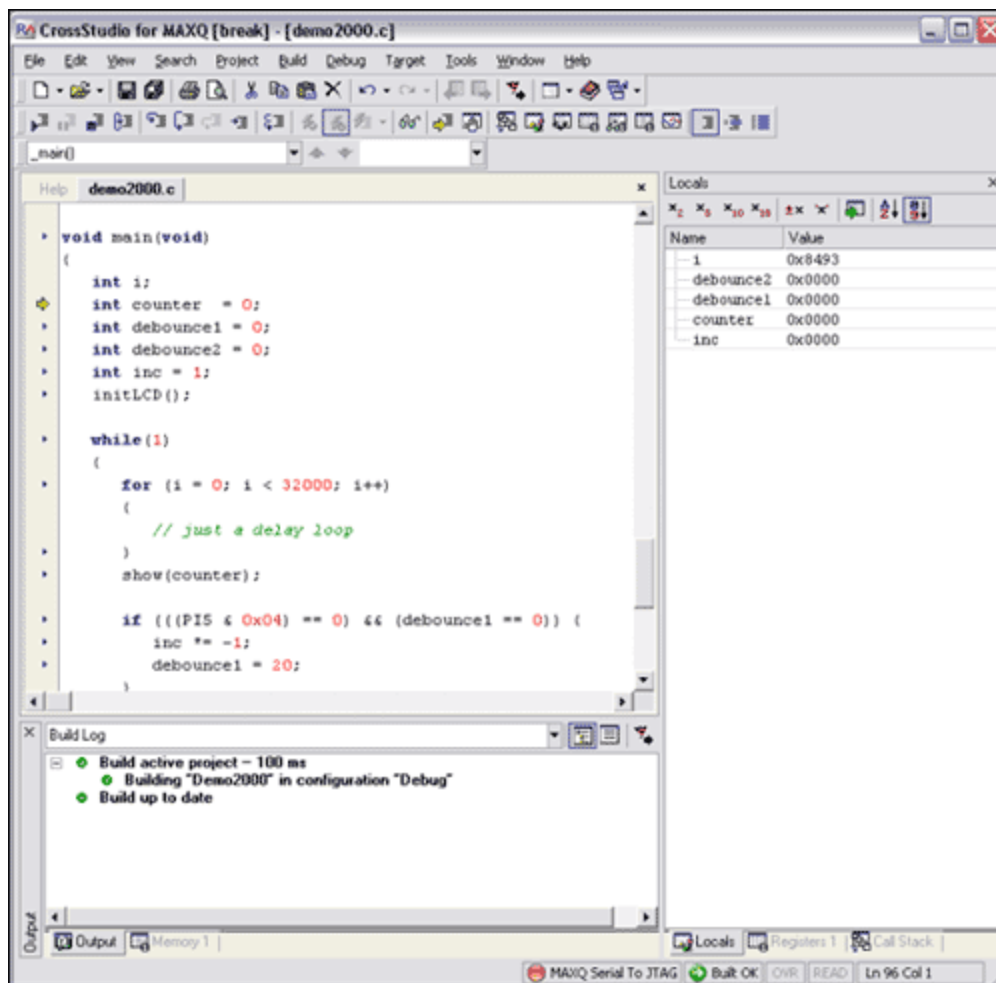 CrossStudio for MAXQ [break] - [demo2000.c]
File Edit View Search Project Build Debug Target Tools Window Help
_main()
Help demo2000.c
void main(void)
{
int i;
int counter = 0;
int debounce1 = 0;
int debounce2 = 0;
int inc = 1;
initLCD();
while(1)
{
for (i = 0; i < 32000; i++)
{
// just a delay loop
}
show(counter);
if (((PI5 & 0x04) == 0) && (debounce1 == 0)) {
inc *= -1;
debounce1 = 20;
}
Locals
Name Value
i 0x8493
debounce2 0x0000
debounce1 0x0000
counter 0x0000
inc 0x0000
Build Log
Build active project – 100 ms
Building "Demo2000" in configuration "Debug"
Build up to date
Output
Output Memory 1
Locals Registers 1 Call Stack
MAXQ Serial To JTAG Built OK OVR READ Ln 96 Col 1